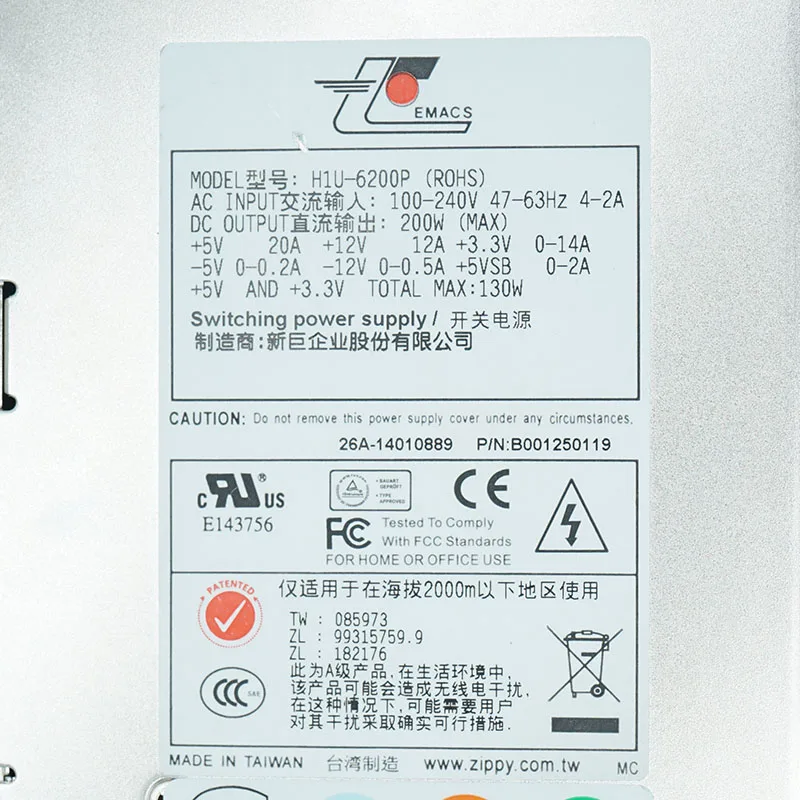 EMACS
MODEL型号: H1U-6200P (ROHS)
AC INPUT交流输入: 100-240V 47-63Hz 4-2A
DC OUTPUT直流输出: 200W (MAX)
+5V 20A +12V 12A +3.3V 0-14A
-5V 0-0.2A -12V 0-0.5A +5VSB 0-2A
+5V AND +3.3V TOTAL MAX:130W
Switching power supply / 开关电源
制造商:新巨企业股份有限公司
CAUTION: Do not remove this power supply cover under any circumstances.
26A-14010889 P/N:B001250119
c RU US ®
E143756
BAUART GEPRÜFT
TYPE APPROVED
CE
FC Tested To Comply
With FCC Standards
FOR HOME OR OFFICE USE
PATENTED
仅适用于在海拔2000m以下地区使用
TW : 085973
ZL : 99315759.9
ZL : 182176
此为A级产品,在生活环境中,
该产品可能会造成无线电干扰,
在这种情况下,可能需要用户
对其干扰采取确实可行措施.
CCC S&E
MADE IN TAIWAN 台湾制造 www.zippy.com.tw MC